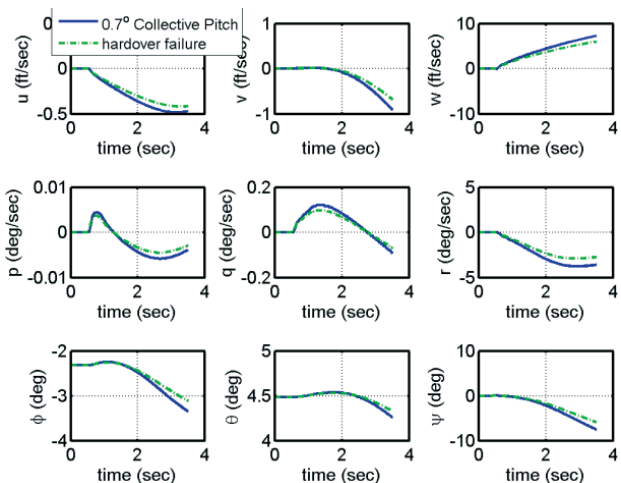 0.7° Collective Pitch
hardover failure
0. 0 -0.5
u (ft/sec)
0 2 4
time (sec)
1 0 -1
v (ft/sec)
0 2 4
time (sec)
10 0 -10
w (ft/sec)
0 2 4
time (sec)
0.01 0 -0.01
p (deg/sec)
0 2 4
time (sec)
0.2 0 -0.2
q (deg/sec)
0 2 4
time (sec)
5 0 -5
r (deg/sec)
0 2 4
time (sec)
-2 -3 -4
ϕ (deg)
0 2 4
time (sec)
5 4.5 4
θ (deg)
0 2 4
time (sec)
10 0 -10
ψ (deg)
0 2 4
time (sec)